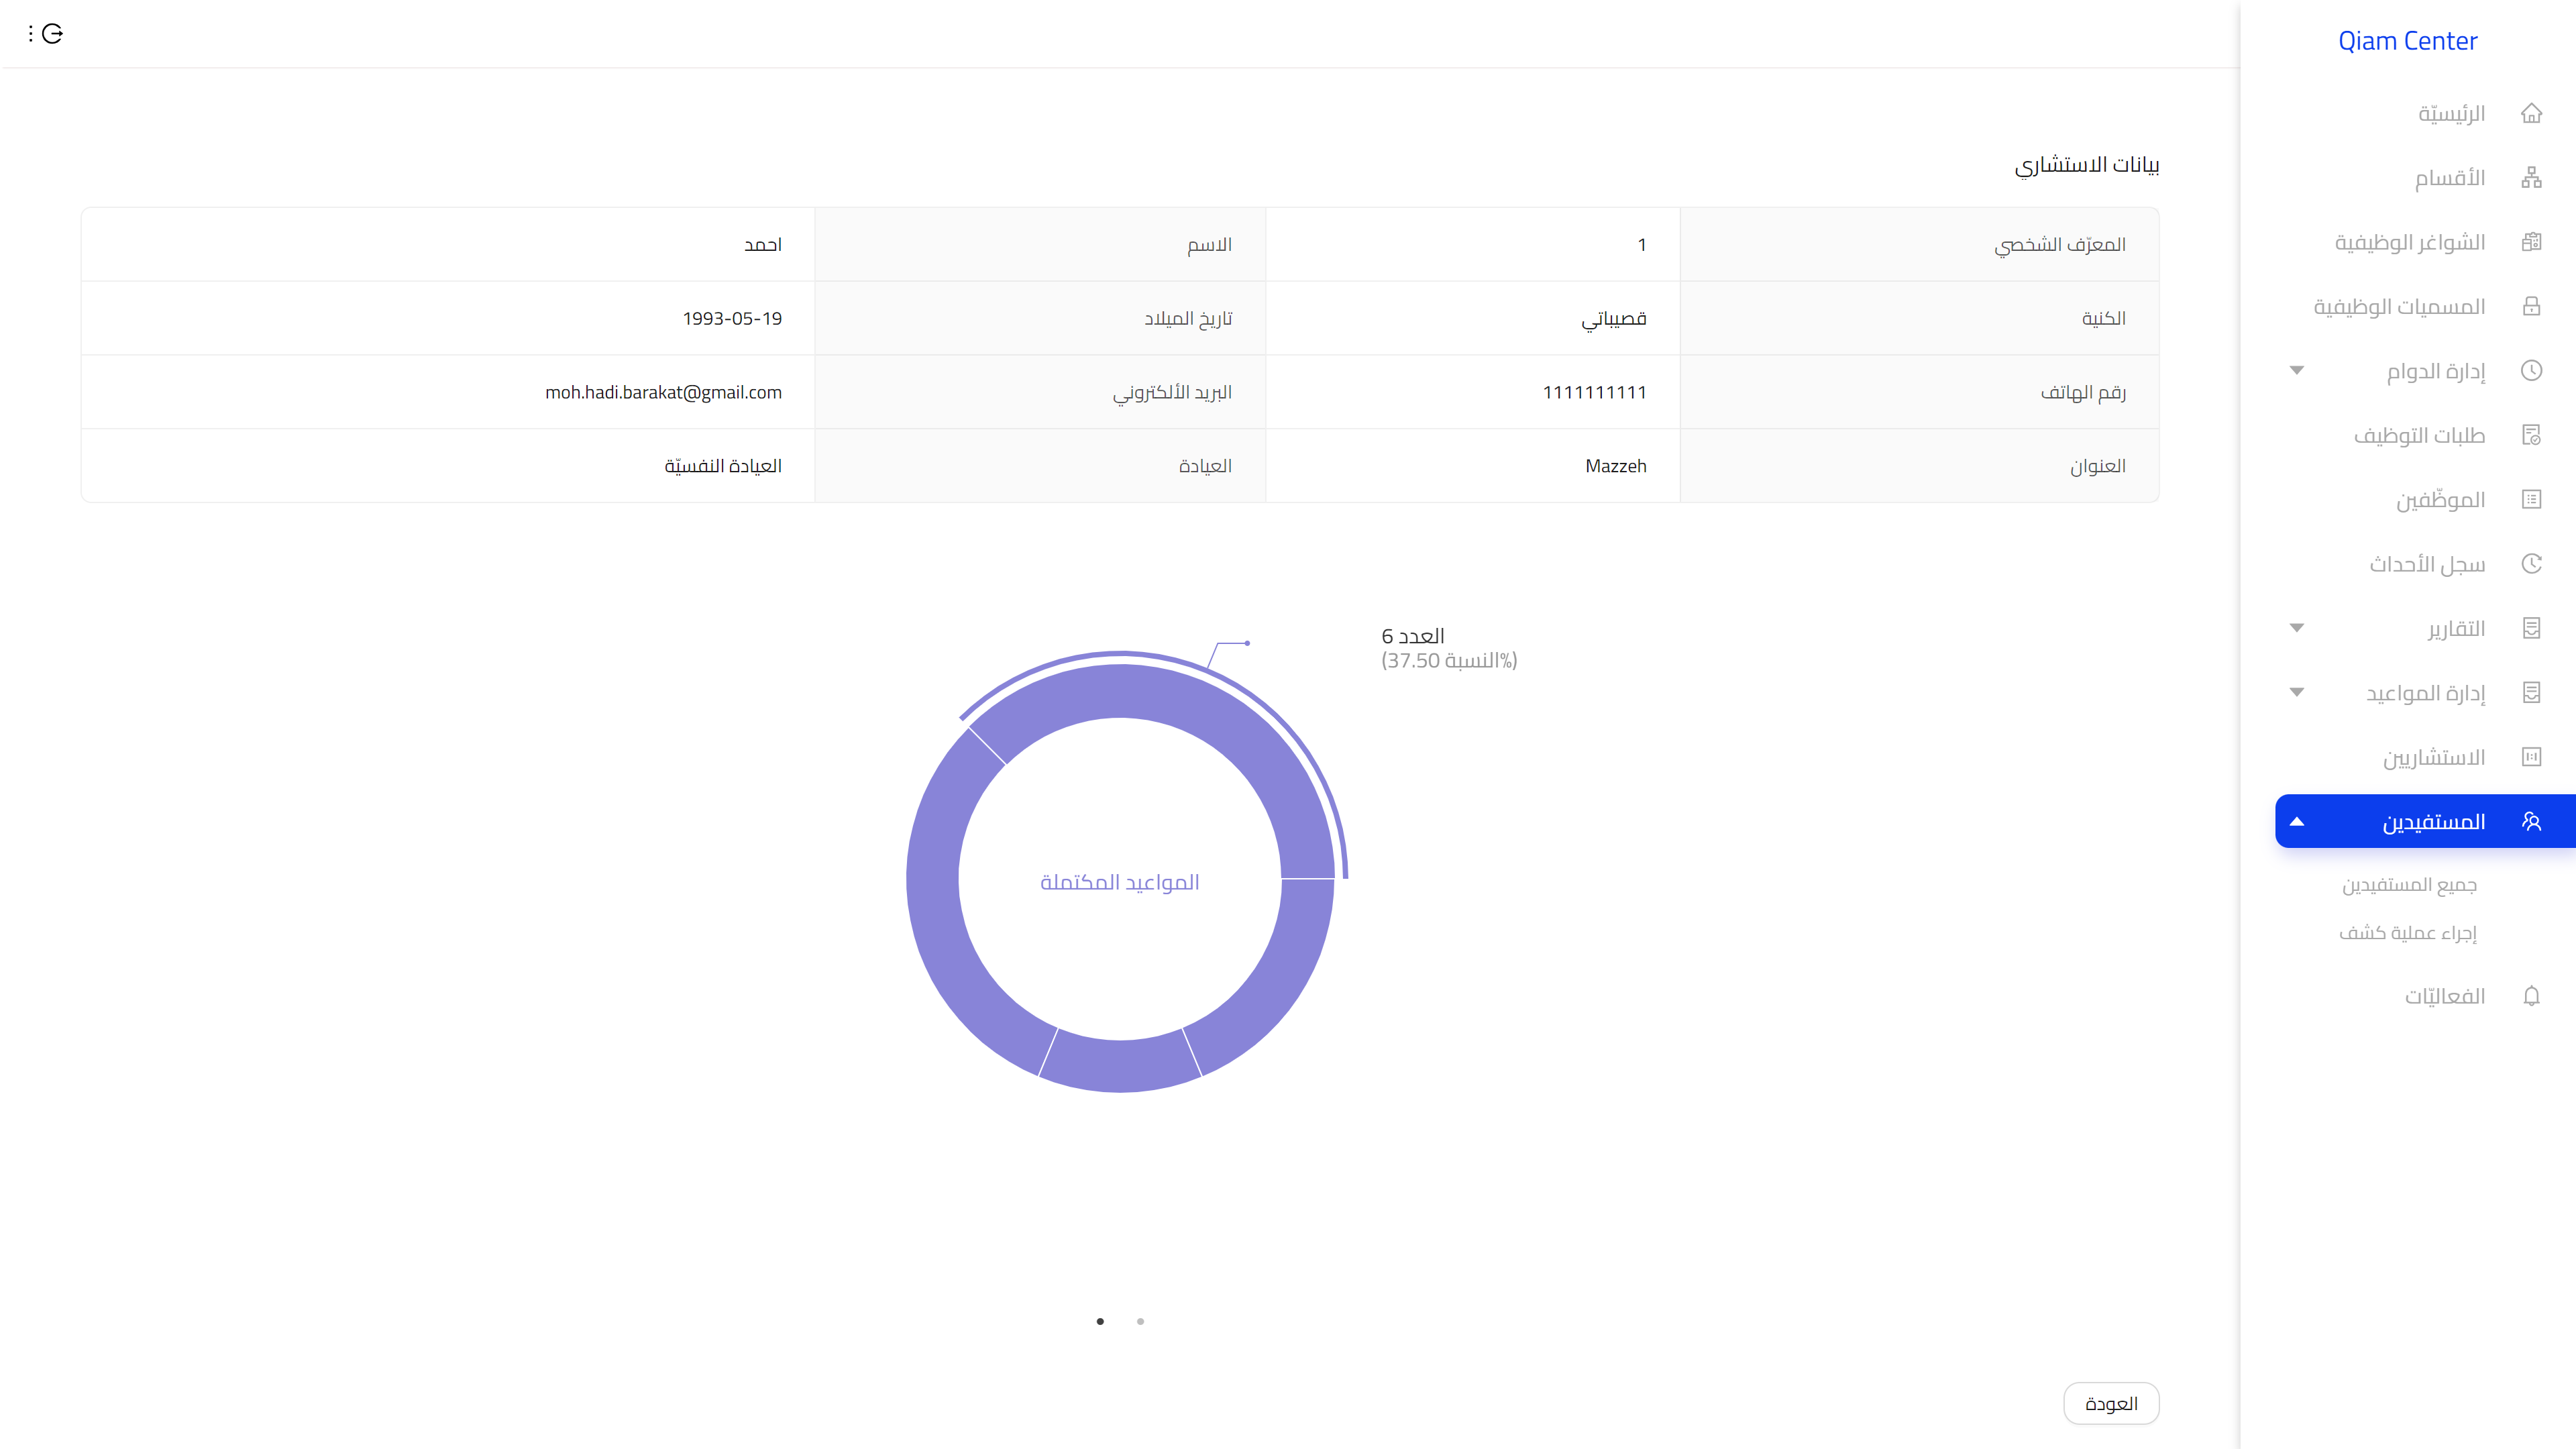 Qiam Center
الرئيسيّة
الأقسام
الشواغر الوظيفية
المسميات الوظيفية
إدارة الدوام
طلبات التوظيف
الموظّفين
سجل الأحداث
التقارير
إدارة المواعيد
الاستشاريين
المستفيدين
جميع المستفيدين
إجراء عملية كشف
الفعاليّات
بيانات الاستشاري
المعرّف الشخصي 1 الاسم احمد
الكنية قصيباتي تاريخ الميلاد 1993-05-19
رقم الهاتف 1111111111 البريد الألكتروني moh.hadi.barakat@gmail.com
العنوان Mazzeh العيادة العيادة النفسيّة
العدد 6
(النسبة 37.50%)
المواعيد المكتملة
العودة